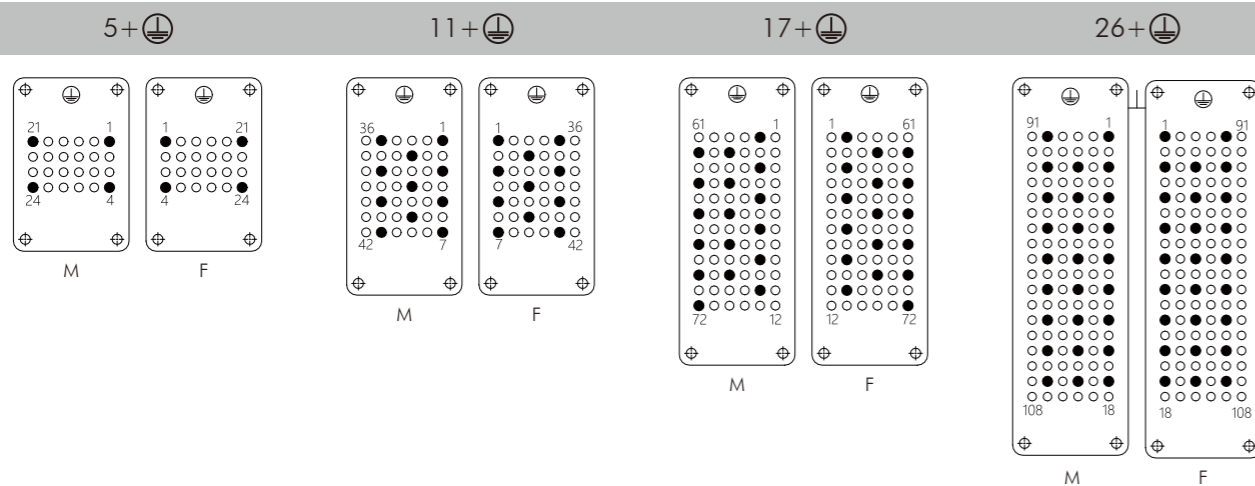 5+⏚
11+⏚
17+⏚
26+⏚
21 1
24 4
M
1 21
4 24
F
36 1
42 7
M
1 36
7 42
F
61 1
72 12
M
1 61
12 72
F
91 1
108 18
M
1 91
18 108
F